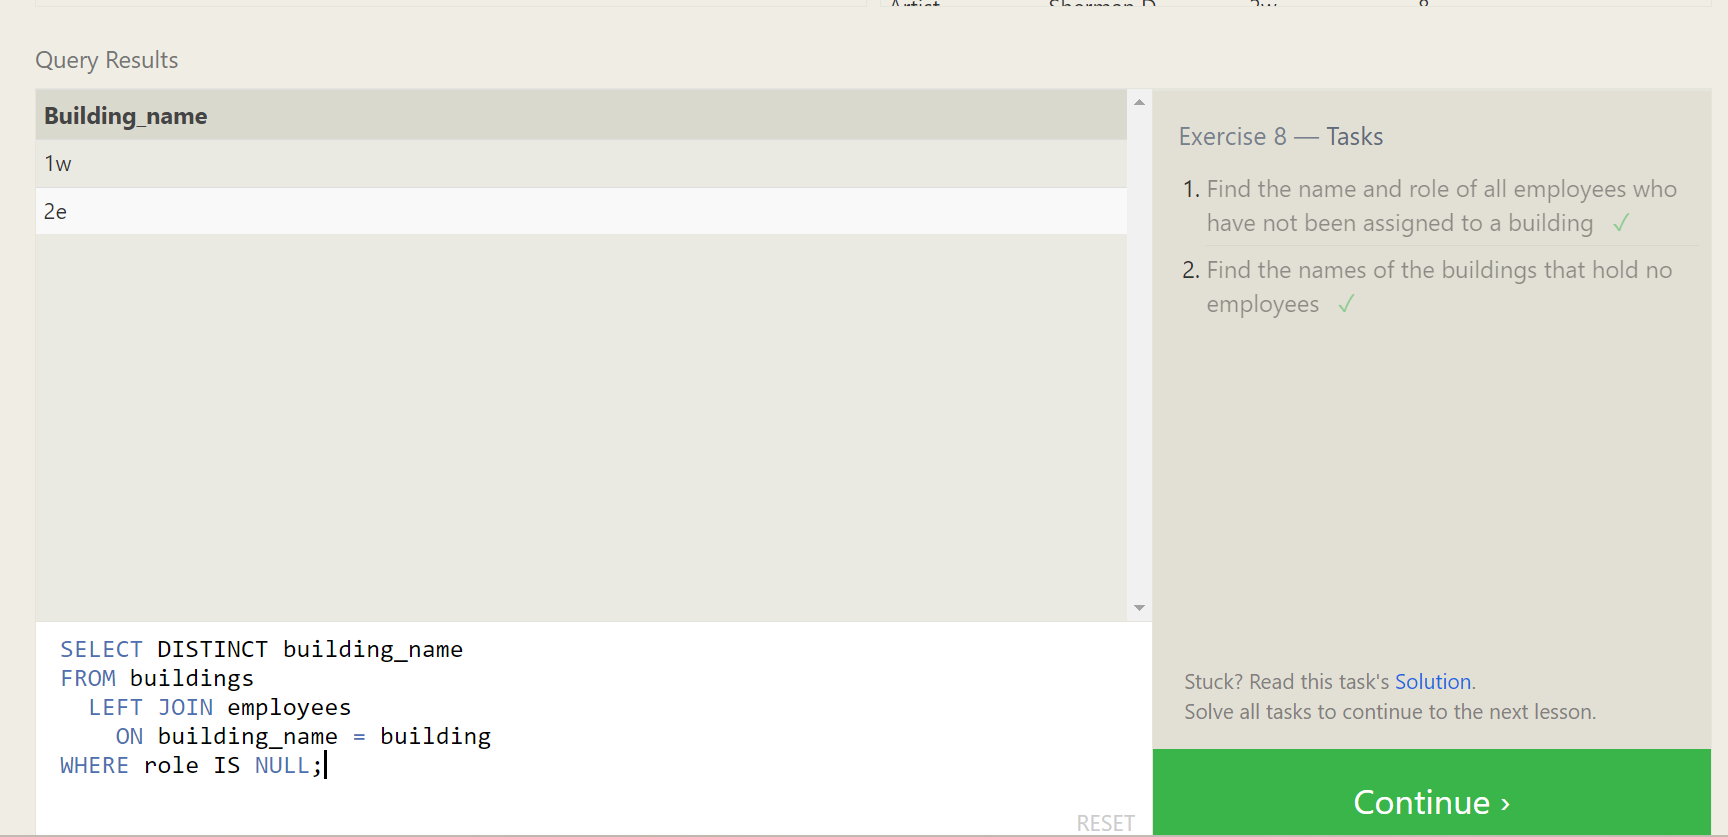 Query Results
Building_name
1w
2e
Exercise 8 — Tasks
1. Find the name and role of all employees who
have not been assigned to a building ✓
2. Find the names of the buildings that hold no
employees ✓
Stuck? Read this task's Solution.
Solve all tasks to continue to the next lesson.
Continue ›
SELECT DISTINCT building_name
FROM buildings
  LEFT JOIN employees
    ON building_name = building
WHERE role IS NULL;
RESET